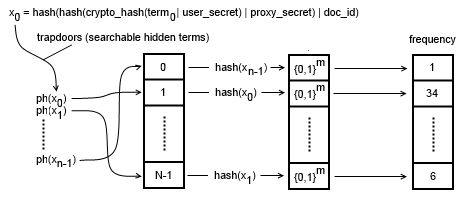 x0 = hash(hash(crypto_hash(term0| user_secret) | proxy_secret) | doc_id)
trapdoors (searchable hidden terms)
frequency
0 hash(xn-1) {0,1}m 1
ph(x0) 1 hash(x0) {0,1}m 34
ph(x1)
ph(xn-1)
N-1 hash(x1) {0,1}m 6